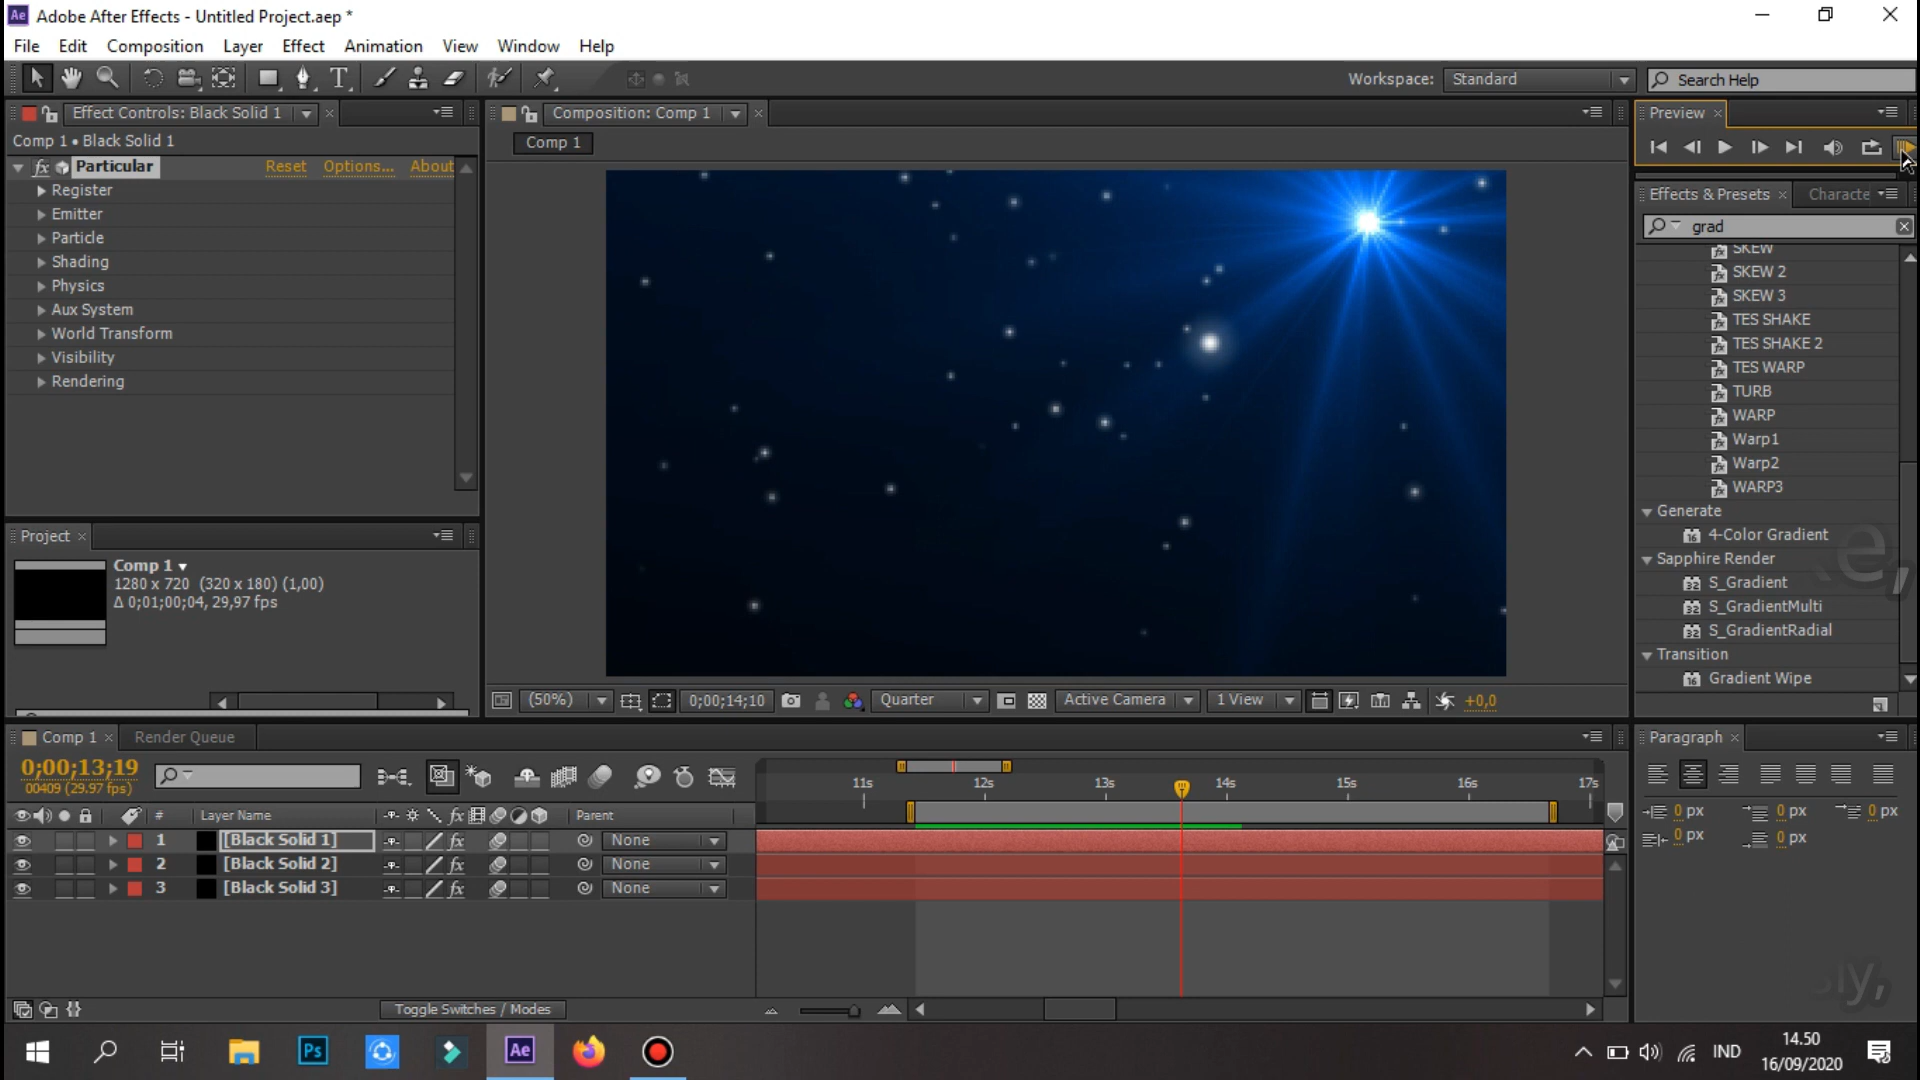 Ae Adobe After Effects - Untitled Project.aep *
File Edit Composition Layer Effect Animation View Window Help
Workspace: Standard Search Help
Effect Controls: Black Solid 1
Comp 1 • Black Solid 1
fx Particular Reset Options... About
Register
Emitter
Particle
Shading
Physics
Aux System
World Transform
Visibility
Rendering
Project
Comp 1
1280 x 720 (320 x 180) (1,00)
Δ 0;01;00;04, 29,97 fps
Composition: Comp 1
Comp 1
(50%) 0;00;14;10 Quarter Active Camera 1 View +0,0
Preview
Effects & Presets Characte
grad
SKEW
SKEW 2
SKEW 3
TES SHAKE
TES SHAKE 2
TES WARP
TURB
WARP
Warp1
Warp2
WARP3
Generate
4-Color Gradient
Sapphire Render
S_Gradient
S_GradientMulti
S_GradientRadial
Transition
Gradient Wipe
Comp 1 Render Queue
0;00;13;19
00409 (29.97 fps)
# Layer Name fx Parent
1 [Black Solid 1] fx None
2 [Black Solid 2] fx None
3 [Black Solid 3] fx None
11s 12s 13s 14s 15s 16s 17s
Toggle Switches / Modes
Paragraph
0 px 0 px 0 px
0 px 0 px
Ps Ae
IND
14.50
16/09/2020